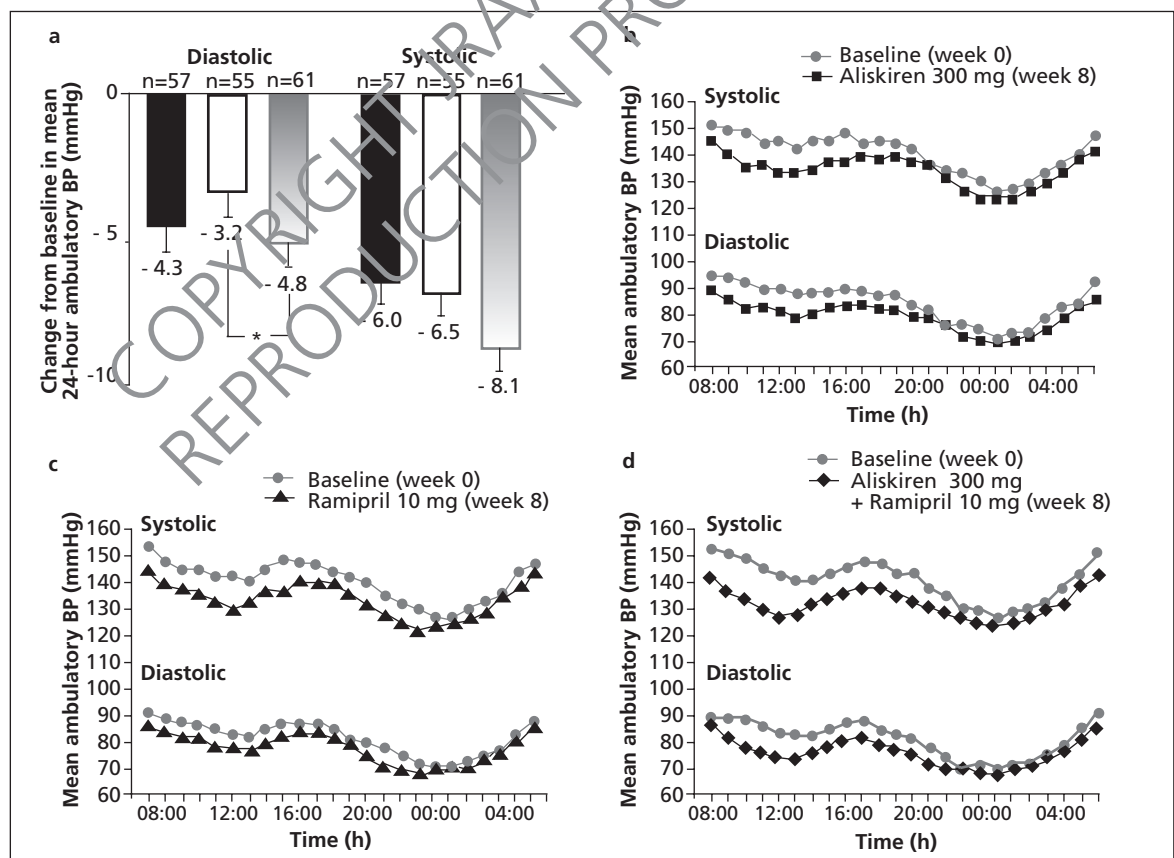 a
Diastolic
Systolic
n=57
n=55
n=61
n=57
n=55
n=61
0
- 5
-10
Change from baseline in mean
24-hour ambulatory BP (mmHg)
- 4.3
- 3.2
- 4.8
*
- 6.0
- 6.5
- 8.1
b
Baseline (week 0)
Aliskiren 300 mg (week 8)
Mean ambulatory BP (mmHg)
Systolic
160
150
140
130
120
110
Diastolic
100
90
80
70
60
08:00 12:00 16:00 20:00 00:00 04:00
Time (h)
c
Baseline (week 0)
Ramipril 10 mg (week 8)
Mean ambulatory BP (mmHg)
Systolic
160
150
140
130
120
110
Diastolic
100
90
80
70
60
08:00 12:00 16:00 20:00 00:00 04:00
Time (h)
d
Baseline (week 0)
Aliskiren 300 mg
+ Ramipril 10 mg (week 8)
Mean ambulatory BP (mmHg)
Systolic
160
150
140
130
120
110
Diastolic
100
90
80
70
60
08:00 12:00 16:00 20:00 00:00 04:00
Time (h)
COPYRIGHT JRAA
REPRODUCTION PRO